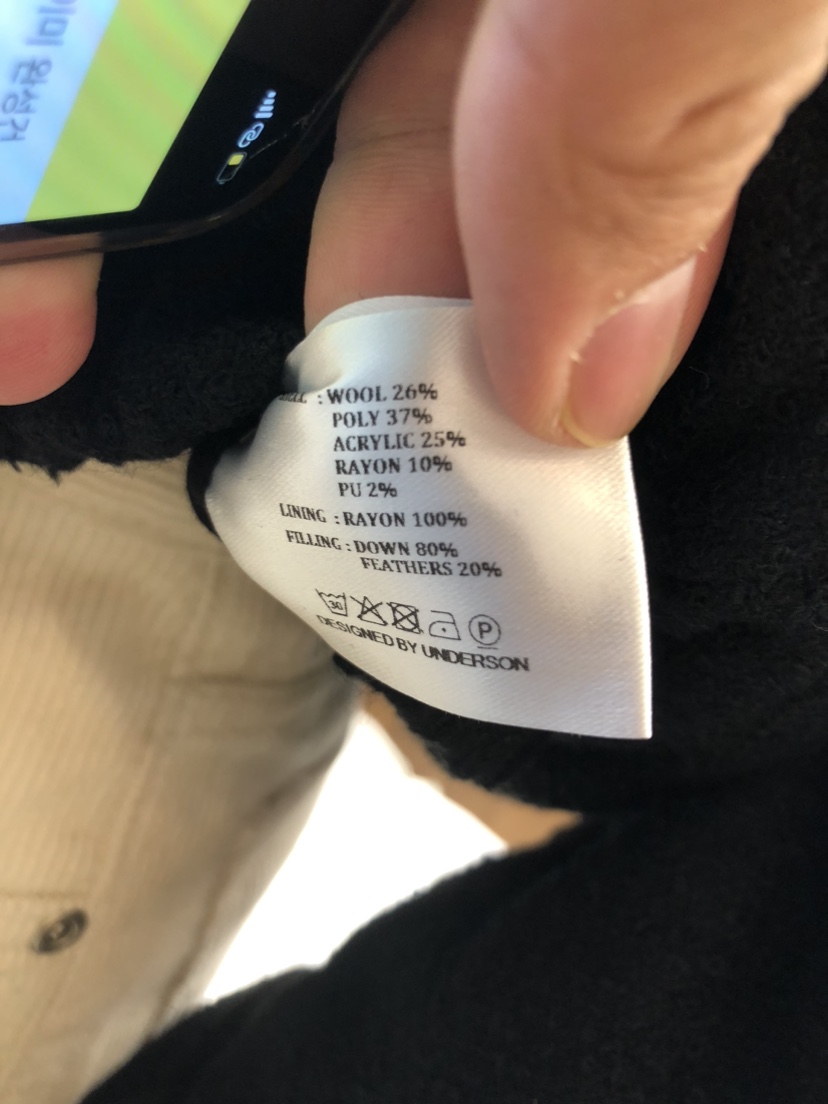 : WOOL 26%
POLY 37%
ACRYLIC 25%
RAYON 10%
PU 2%
LINING : RAYON 100%
FILLING : DOWN 80%
FEATHERS 20%
30 P
DESIGNED BY UNDERSON